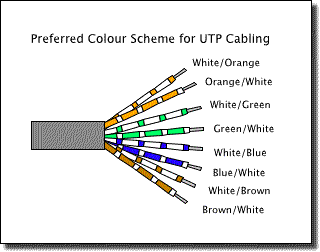 Preferred Colour Scheme for UTP Cabling
White/Orange
Orange/White
White/Green
Green/White
White/Blue
Blue/White
White/Brown
Brown/White